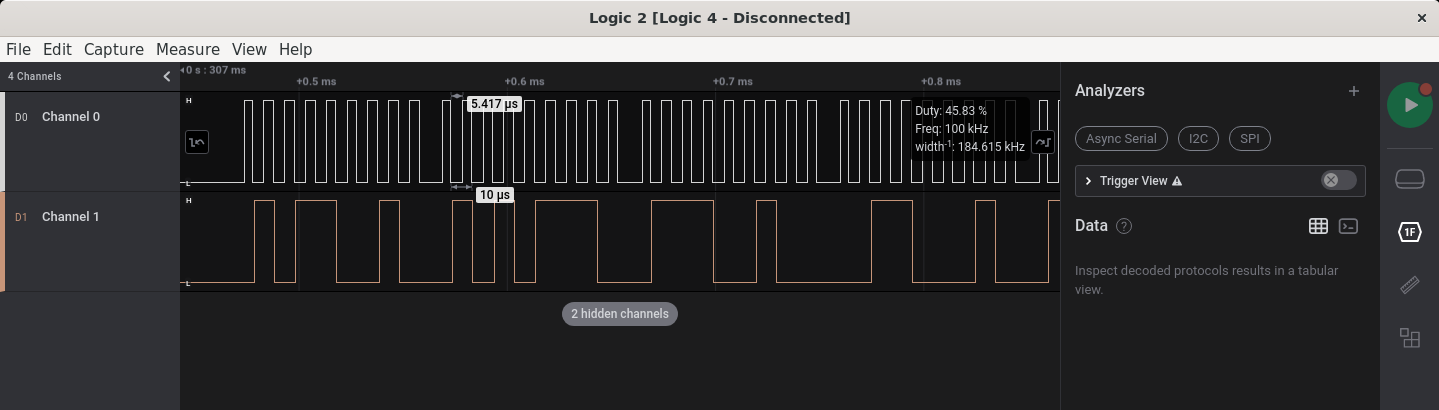 Logic 2 [Logic 4 - Disconnected]
×
File Edit Capture Measure View Help
4 Channels
0 s : 307 ms
+0.5 ms +0.6 ms +0.7 ms +0.8 ms
D0 Channel 0
H
L
5.417 µs
10 µs
Duty: 45.83 %
Freq: 100 kHz
width-1: 184.615 kHz
D1 Channel 1
H
L
2 hidden channels
Analyzers +
Async Serial I2C SPI
Trigger View
Data ?
Inspect decoded protocols results in a tabular
view.
1F